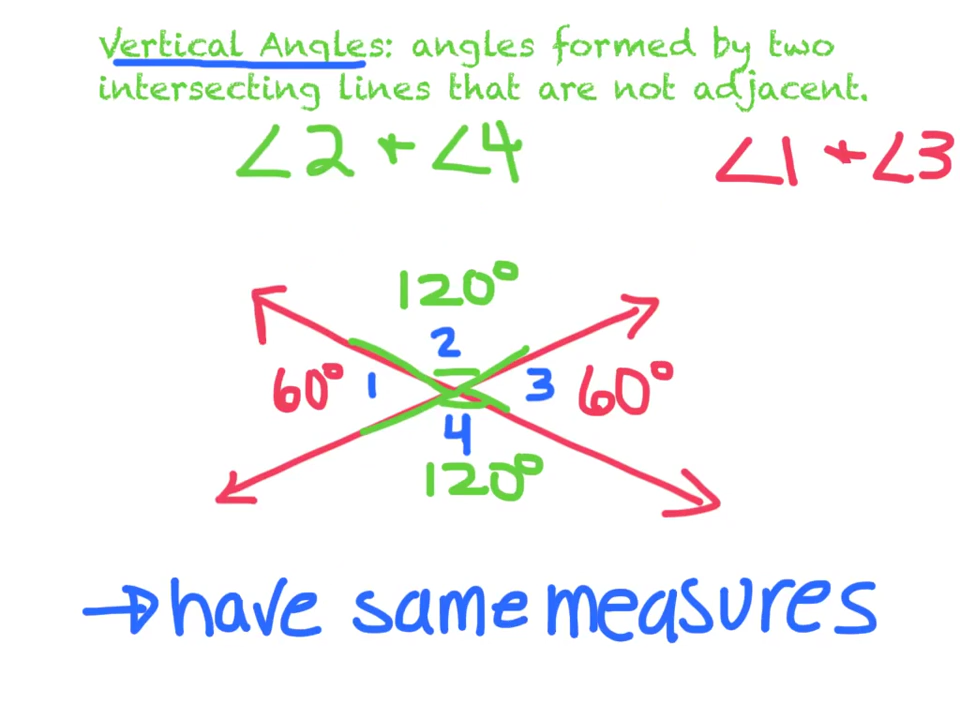 Vertical Angles: angles formed by two
intersecting lines that are not adjacent.
∠2 + ∠4
∠1 + ∠3
120°
2
60° 1
3 60°
4
120°
→ have same measures